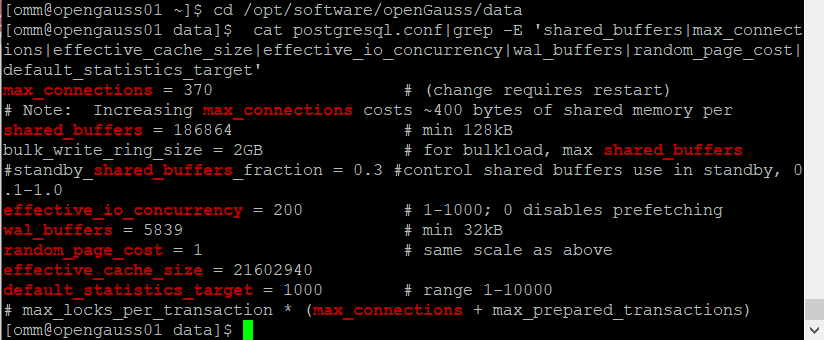 [omm@opengauss01 ~]$ cd /opt/software/openGauss/data
[omm@opengauss01 data]$  cat postgresql.conf|grep -E 'shared_buffers|max_connect
ions|effective_cache_size|effective_io_concurrency|wal_buffers|random_page_cost|
default_statistics_target'
max_connections = 370                   # (change requires restart)
# Note:  Increasing max_connections costs ~400 bytes of shared memory per
shared_buffers = 186864                 # min 128kB
bulk_write_ring_size = 2GB              # for bulkload, max shared_buffers
#standby_shared_buffers_fraction = 0.3 #control shared buffers use in standby, 0
.1-1.0
effective_io_concurrency = 200          # 1-1000; 0 disables prefetching
wal_buffers = 5839                      # min 32kB
random_page_cost = 1                    # same scale as above
effective_cache_size = 21602940
default_statistics_target = 1000        # range 1-10000
# max_locks_per_transaction * (max_connections + max_prepared_transactions)
[omm@opengauss01 data]$